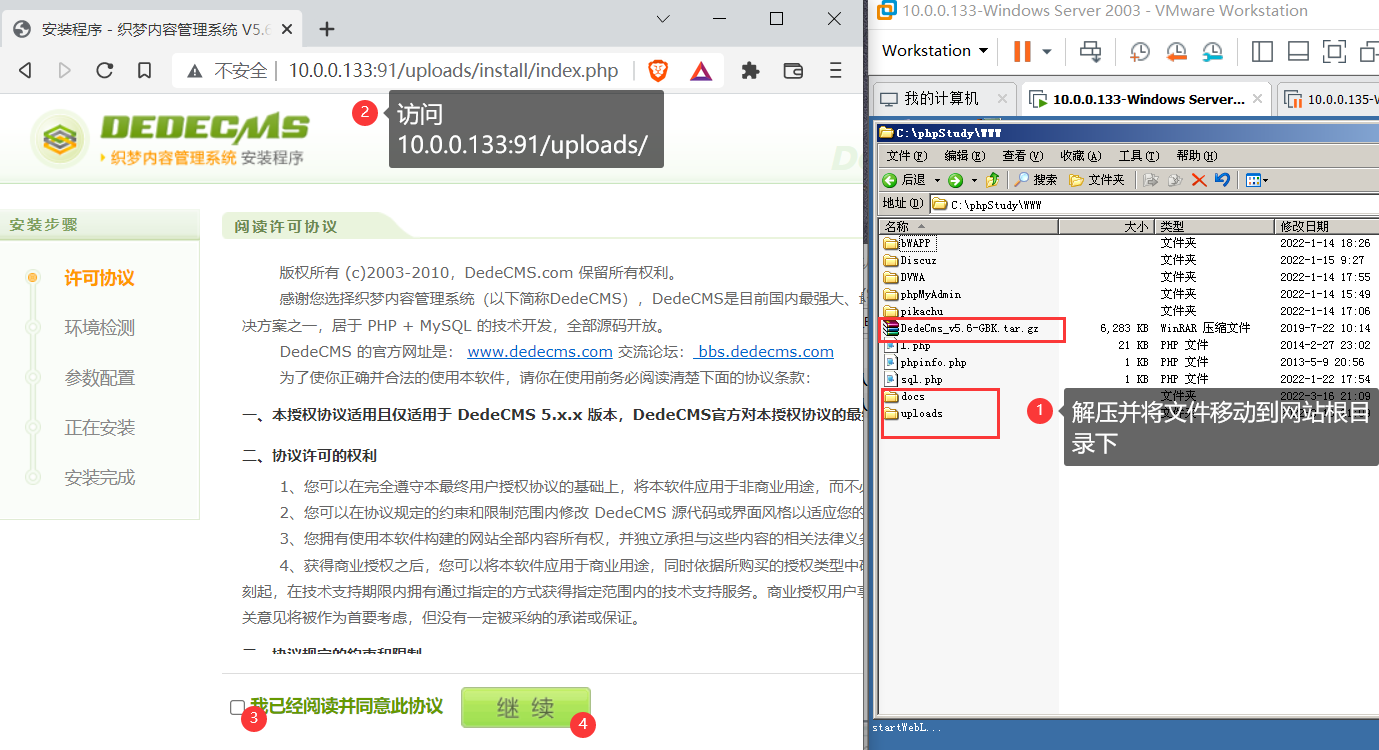 安装程序 - 织梦内容管理系统 V5.6
不安全
10.0.0.133:91/uploads/install/index.php
DEDECMS
织梦内容管理系统 安装程序
2
访问
10.0.0.133:91/uploads/
安装步骤
许可协议
环境检测
参数配置
正在安装
安装完成
阅读许可协议
版权所有 (c)2003-2010，DedeCMS.com 保留所有权利。
感谢您选择织梦内容管理系统（以下简称DedeCMS），DedeCMS是目前国内最强大、
决方案之一，居于 PHP + MySQL 的技术开发，全部源码开放。
DedeCMS 的官方网址是： www.dedecms.com 交流论坛： bbs.dedecms.com
为了使你正确并合法的使用本软件，请你在使用前务必阅读清楚下面的协议条款：
一、本授权协议适用且仅适用于 DedeCMS 5.x.x 版本，DedeCMS官方对本授权协议的最
二、协议许可的权利
1、您可以在完全遵守本最终用户授权协议的基础上，将本软件应用于非商业用途，而不
2、您可以在协议规定的约束和限制范围内修改 DedeCMS 源代码或界面风格以适应您的
3、您拥有使用本软件构建的网站全部内容所有权，并独立承担与这些内容的相关法律义
4、获得商业授权之后，您可以将本软件应用于商业用途，同时依据所购买的授权类型中
刻起，在技术支持期限内拥有通过指定的方式获得指定范围内的技术支持服务。商业授权用户
关意见将被作为首要考虑，但没有一定被采纳的承诺或保证。
我已经阅读并同意此协议
3
继 续
4
10.0.0.133-Windows Server 2003 - VMware Workstation
Workstation
我的计算机
10.0.0.133-Windows Server...
10.0.0.135-W
C:\phpStudy\WWW
文件(F) 编辑(E) 查看(V) 收藏(A) 工具(T) 帮助(H)
后退 搜索 文件夹
地址(D) C:\phpStudy\WWW
名称 大小 类型 修改日期
bWAPP 文件夹 2022-1-14 18:26
Discuz 文件夹 2022-1-15 9:27
DVWA 文件夹 2022-1-14 17:55
phpMyAdmin 文件夹 2022-1-14 15:49
pikachu 文件夹 2022-1-14 17:06
DedeCms_v5.6-GBK.tar.gz 6,283 KB WinRAR 压缩文件 2019-7-22 10:14
l.php 21 KB PHP 文件 2014-2-27 23:02
phpinfo.php 1 KB PHP 文件 2013-5-9 20:56
sql.php 1 KB PHP 文件 2022-1-22 17:54
docs 文件夹 2022-3-16 21:09
uploads
1
解压并将文件移动到网站根目
录下
startWebL...